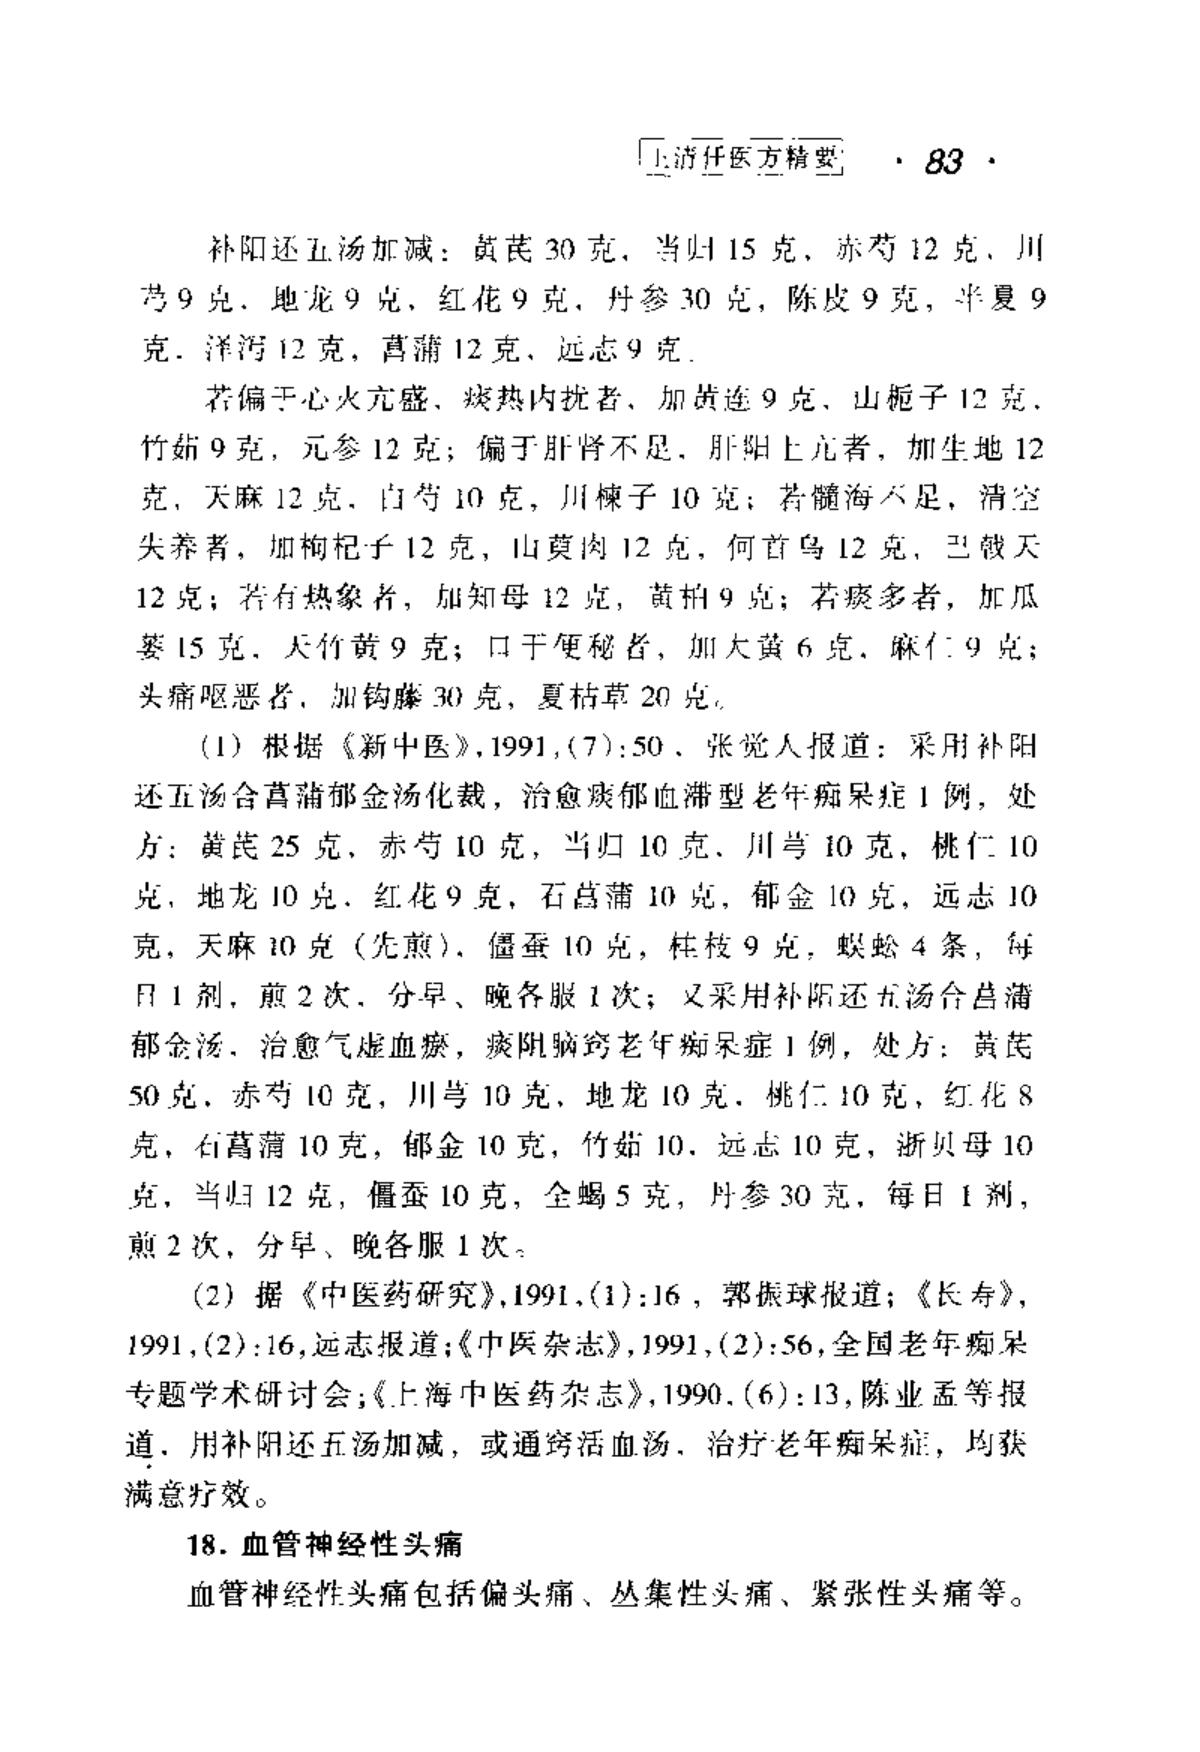 王清任医方精要 · 83 ·
补阳还五汤加减：黄芪 30 克，当归 15 克，赤芍 12 克，川
芎 9 克，地龙 9 克，红花 9 克，丹参 30 克，陈皮 9 克，半夏 9
克，泽泻 12 克，菖蒲 12 克，远志 9 克。
若偏于心火亢盛，痰热内扰者，加黄连 9 克，山栀子 12 克，
竹茹 9 克，元参 12 克；偏于肝肾不足，肝阳上亢者，加生地 12
克，天麻 12 克，白芍 10 克，川楝子 10 克；若髓海不足，清空
失养者，加枸杞子 12 克，山萸肉 12 克，何首乌 12 克，巴戟天
12 克；若有热象者，加知母 12 克，黄柏 9 克；若痰多者，加瓜
蒌 15 克，天竹黄 9 克；口干便秘者，加大黄 6 克，麻仁 9 克；
头痛呕恶者，加钩藤 30 克，夏枯草 20 克。
（1）根据《新中医》,1991,(7):50，张觉人报道：采用补阳
还五汤合菖蒲郁金汤化裁，治愈痰郁血滞型老年痴呆症 1 例，处
方：黄芪 25 克，赤芍 10 克，当归 10 克，川芎 10 克，桃仁 10
克，地龙 10 克，红花 9 克，石菖蒲 10 克，郁金 10 克，远志 10
克，天麻 10 克（先煎），僵蚕 10 克，桂枝 9 克，蜈蚣 4 条，每
日 1 剂，煎 2 次，分早、晚各服 1 次；又采用补阳还五汤合菖蒲
郁金汤，治愈气虚血瘀，痰阻脑窍老年痴呆症 1 例，处方：黄芪
50 克，赤芍 10 克，川芎 10 克，地龙 10 克，桃仁 10 克，红花 8
克，石菖蒲 10 克，郁金 10 克，竹茹 10，远志 10 克，浙贝母 10
克，当归 12 克，僵蚕 10 克，全蝎 5 克，丹参 30 克，每日 1 剂，
煎 2 次，分早、晚各服 1 次。
（2）据《中医药研究》,1991,(1):16，郭振球报道；《长寿》，
1991,(2):16,远志报道;《中医杂志》,1991,(2):56,全国老年痴呆
专题学术研讨会;《上海中医药杂志》,1990,(6):13,陈业孟等报
道，用补阳还五汤加减，或通窍活血汤，治疗老年痴呆症，均获
满意疗效。
18．血管神经性头痛
血管神经性头痛包括偏头痛、丛集性头痛、紧张性头痛等。